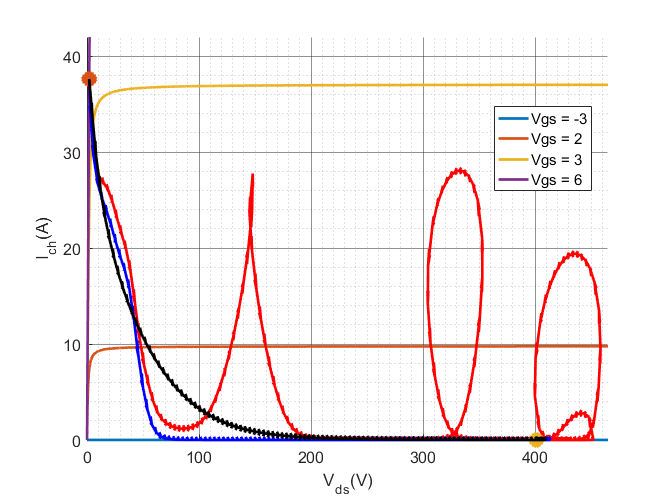 40
30
20
10
0
I_ch(A)
Vgs = -3
Vgs = 2
Vgs = 3
Vgs = 6
0 100 200 300 400
V_ds(V)